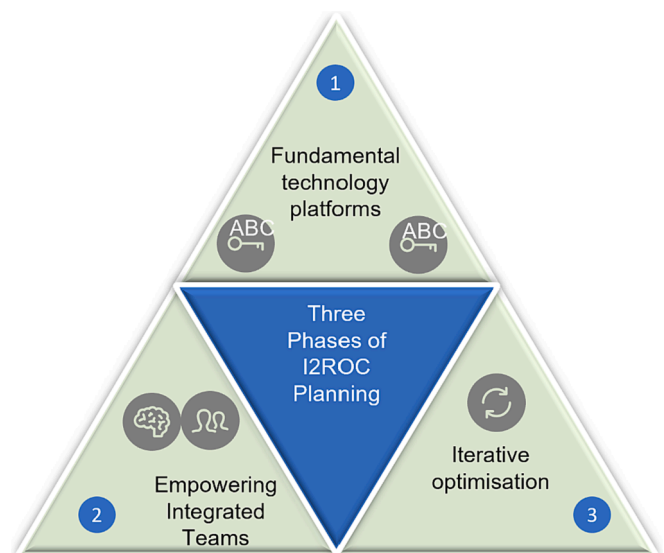 1
Fundamental
technology
platforms
ABC
ABC
Three
Phases of
I2ROC
Planning
Empowering
Integrated
Teams
2
Iterative
optimisation
3